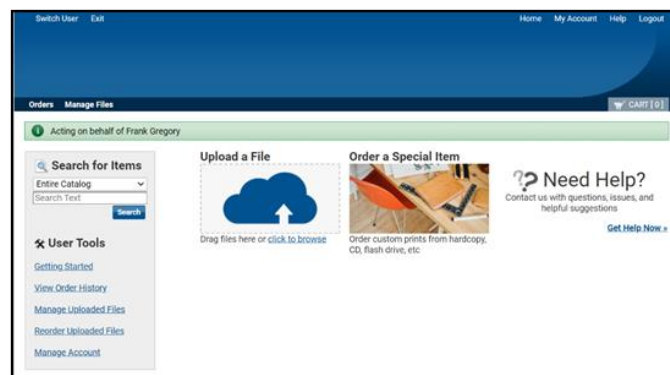 Switch User Exit
Home My Account Help Logout
Orders Manage Files
CART [ 0 ]
Acting on behalf of Frank Gregory
Search for Items
Entire Catalog
Search Text
Search
User Tools
Getting Started
View Order History
Manage Uploaded Files
Reorder Uploaded Files
Manage Account
Upload a File
Drag files here or click to browse
Order a Special Item
Order custom prints from hardcopy,
CD, flash drive, etc
Need Help?
Contact us with questions, issues, and
helpful suggestions
Get Help Now »